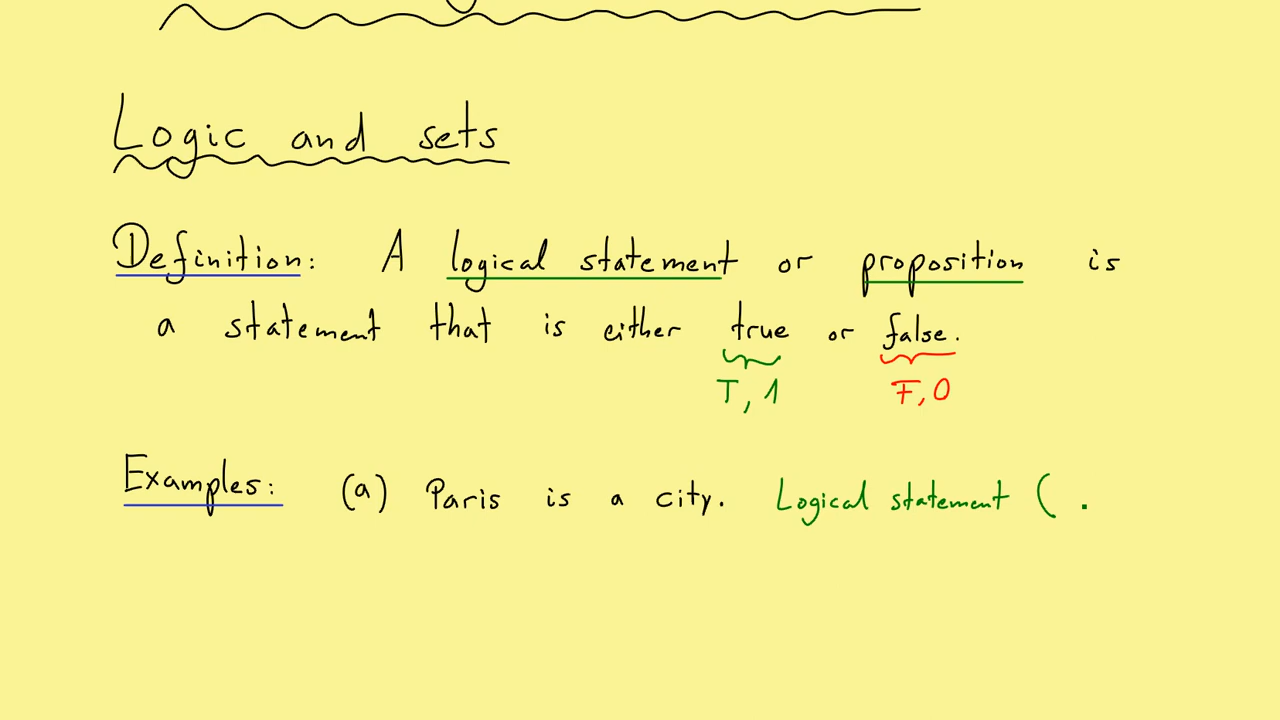 Logic and sets
Definition: A logical statement or proposition is
a statement that is either true or false.
T, 1 F, 0
Examples: (a) Paris is a city. Logical statement (